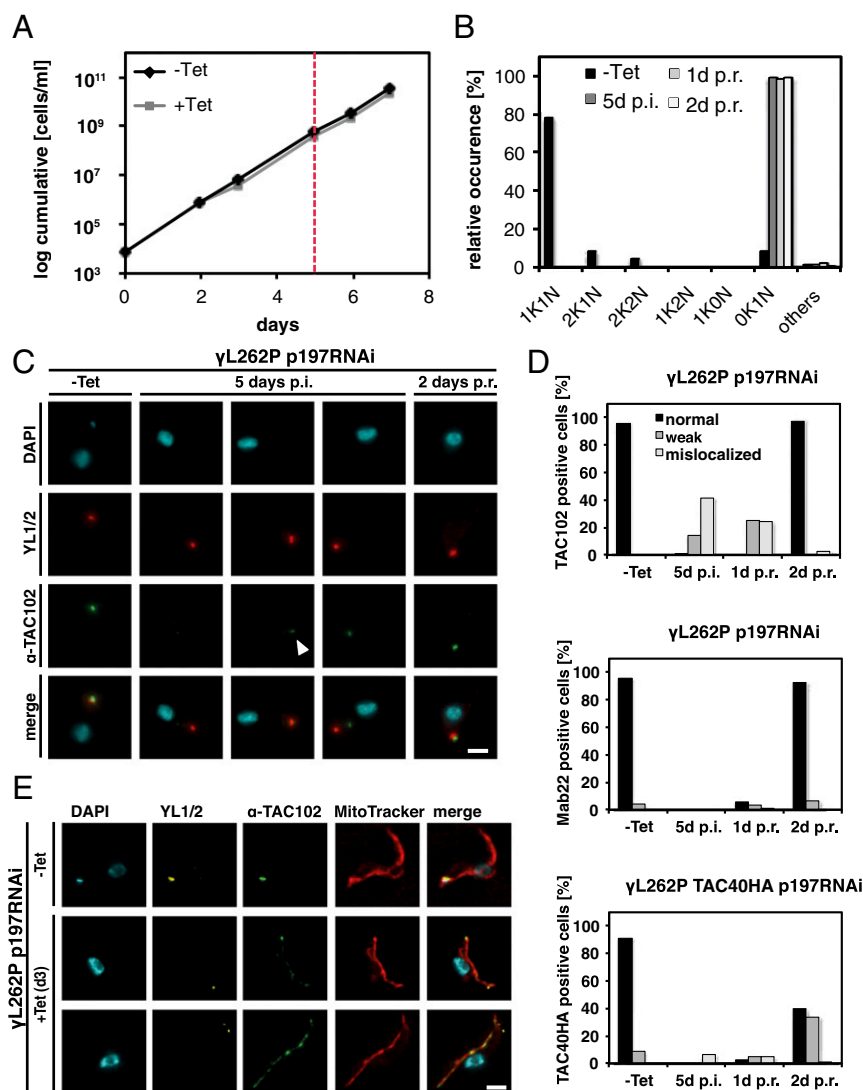 A
log cumulative [cells/ml]
10¹¹
10⁹
10⁷
10⁵
10³
-Tet
+Tet
0 2 4 6 8
days
B
relative occurence [%]
100
80
60
40
20
0
-Tet
1d p.r.
5d p.i.
2d p.r.
1K1N
2K1N
2K2N
1K2N
1K0N
0K1N
others
C
γL262P p197RNAi
-Tet 5 days p.i. 2 days p.r.
DAPI
YL1/2
α-TAC102
merge
D
γL262P p197RNAi
TAC102 positive cells [%]
100
80
60
40
20
0
normal
weak
mislocalized
-Tet 5d p.i. 1d p.r. 2d p.r.
γL262P p197RNAi
Mab22 positive cells [%]
100
80
60
40
20
0
-Tet 5d p.i. 1d p.r. 2d p.r.
γL262P TAC40HA p197RNAi
TAC40HA positive cells [%]
100
80
60
40
20
0
-Tet 5d p.i. 1d p.r. 2d p.r.
E
DAPI YL1/2 α-TAC102 MitoTracker merge
γL262P p197RNAi
-Tet
+Tet (d3)